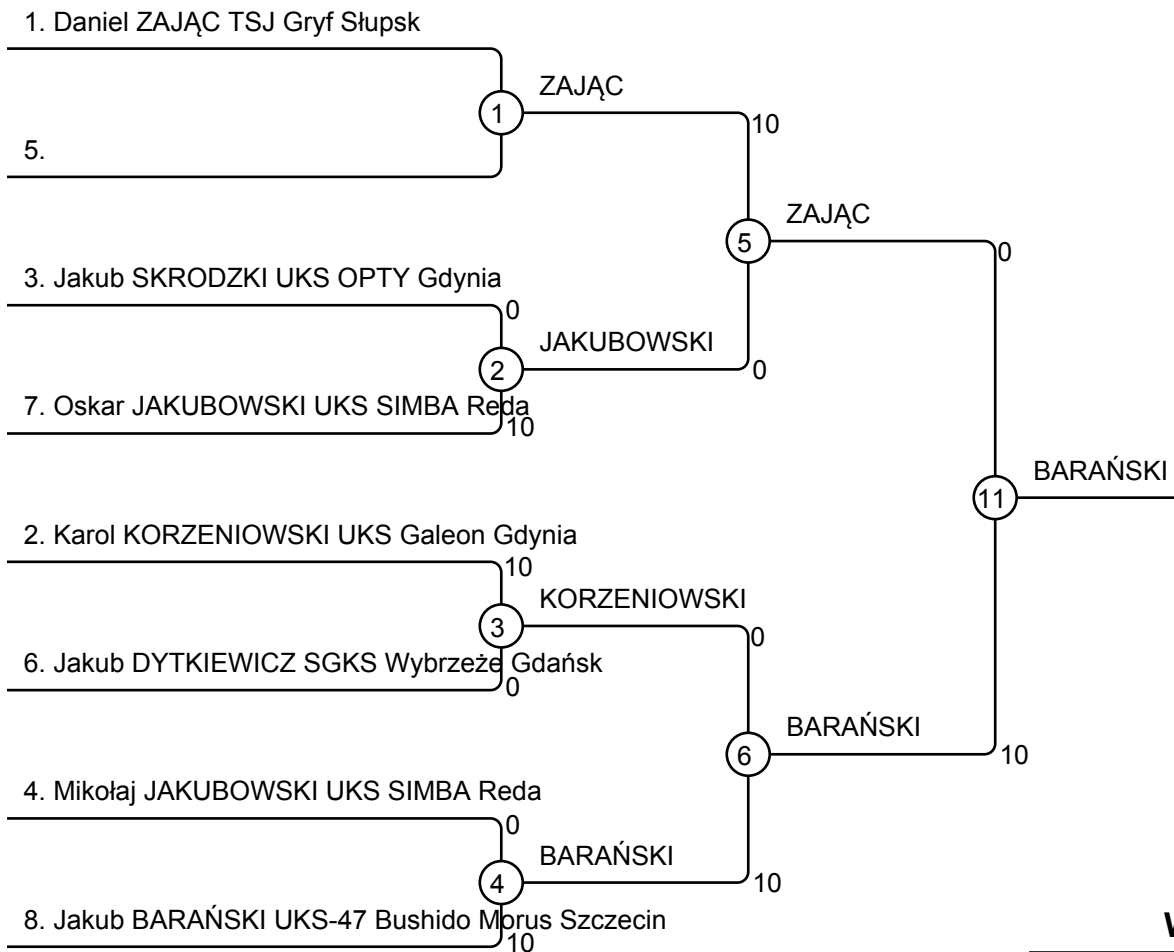 1. Daniel ZAJĄC TSJ Gryf Słupsk
ZAJĄC
1
10
5.
ZAJĄC
5
0
3. Jakub SKRODZKI UKS OPTY Gdynia
0
JAKUBOWSKI
2
0
7. Oskar JAKUBOWSKI UKS SIMBA Reda
10
BARAŃSKI
11
2. Karol KORZENIOWSKI UKS Galeon Gdynia
10
KORZENIOWSKI
3
0
6. Jakub DYTKIEWICZ SGKS Wybrzeże Gdańsk
0
BARAŃSKI
6
10
4. Mikołaj JAKUBOWSKI UKS SIMBA Reda
0
BARAŃSKI
4
10
8. Jakub BARAŃSKI UKS-47 Bushido Morus Szczecin
10